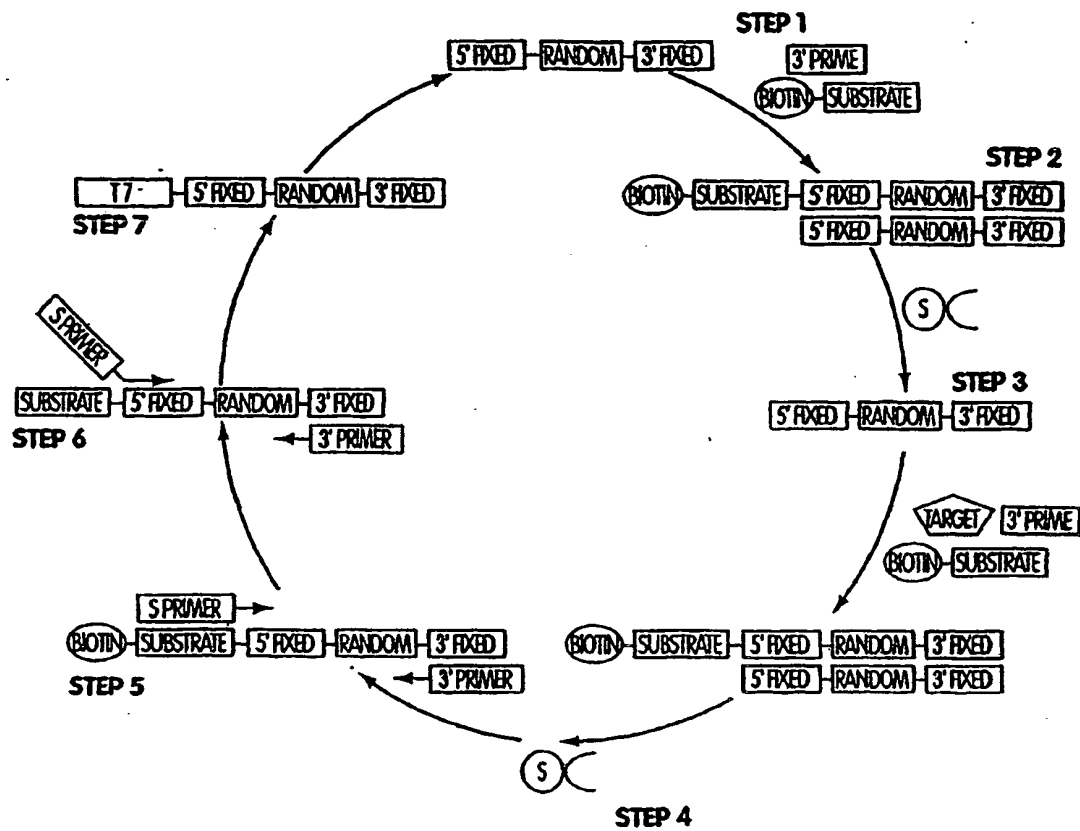 STEP 1
5' FIXED RANDOM 3' FIXED
3' PRIME
BIOTIN SUBSTRATE
STEP 2
BIOTIN SUBSTRATE 5' FIXED RANDOM 3' FIXED
5' FIXED RANDOM 3' FIXED
S
STEP 3
5' FIXED RANDOM 3' FIXED
TARGET 3' PRIME
BIOTIN SUBSTRATE
BIOTIN SUBSTRATE 5' FIXED RANDOM 3' FIXED
5' FIXED RANDOM 3' FIXED
S
STEP 4
S PRIMER
BIOTIN SUBSTRATE 5' FIXED RANDOM 3' FIXED
STEP 5
3' PRIMER
S PRIMER
SUBSTRATE 5' FIXED RANDOM 3' FIXED
STEP 6
3' PRIMER
T7- 5' FIXED RANDOM 3' FIXED
STEP 7